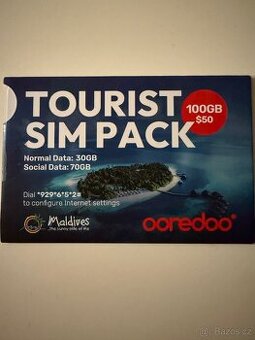 TOURIST
SIM PACK
100GB
$50
Normal Data: 30GB
Social Data: 70GB
Dial *929*6*5*2#
to configure Internet settings
Maldives
ooredoo